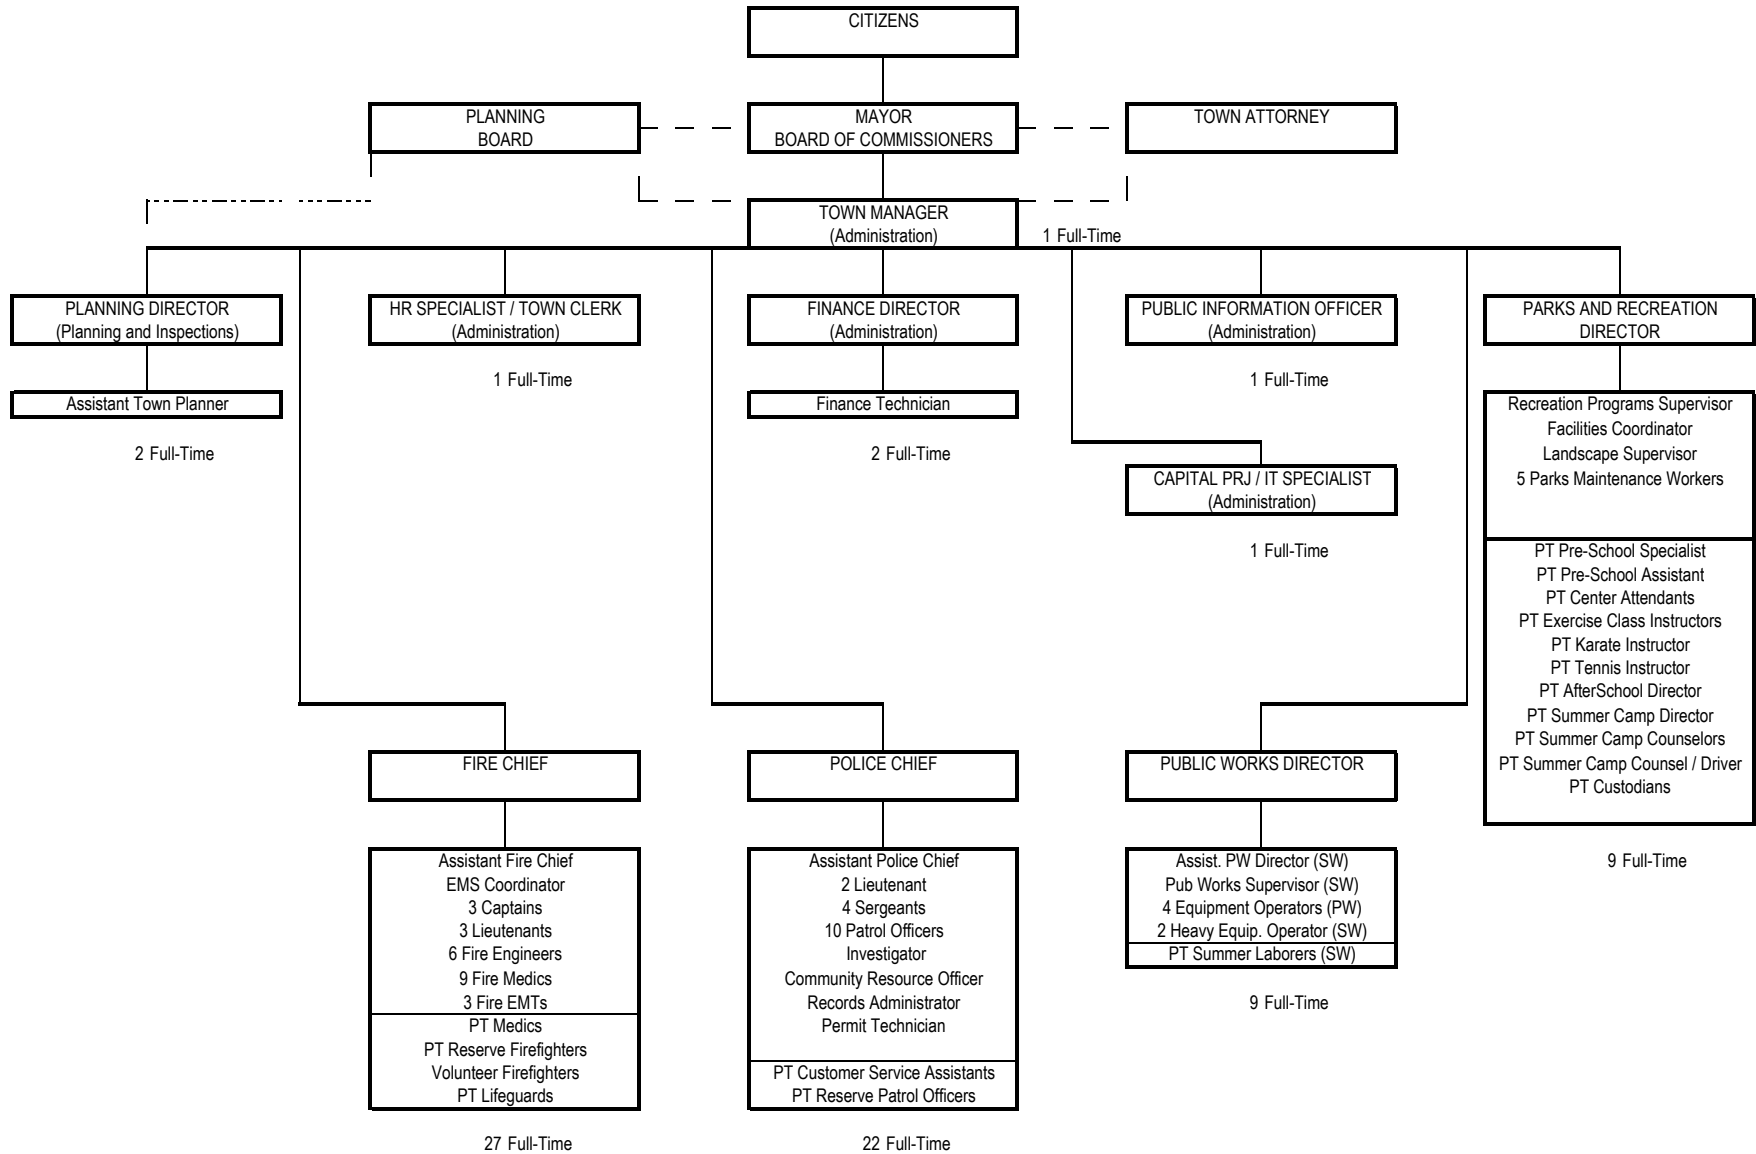 CITIZENS
PLANNING
BOARD
MAYOR
BOARD OF COMMISSIONERS
TOWN ATTORNEY
TOWN MANAGER
(Administration)
1 Full-Time
PLANNING DIRECTOR
(Planning and Inspections)
HR SPECIALIST / TOWN CLERK
(Administration)
FINANCE DIRECTOR
(Administration)
PUBLIC INFORMATION OFFICER
(Administration)
PARKS AND RECREATION
DIRECTOR
1 Full-Time
1 Full-Time
Assistant Town Planner
Finance Technician
2 Full-Time
2 Full-Time
Recreation Programs Supervisor
Facilities Coordinator
Landscape Supervisor
5 Parks Maintenance Workers
CAPITAL PRJ / IT SPECIALIST
(Administration)
1 Full-Time
PT Pre-School Specialist
PT Pre-School Assistant
PT Center Attendants
PT Exercise Class Instructors
PT Karate Instructor
PT Tennis Instructor
PT AfterSchool Director
PT Summer Camp Director
PT Summer Camp Counselors
PT Summer Camp Counsel / Driver
PT Custodians
9 Full-Time
FIRE CHIEF
Assistant Fire Chief
EMS Coordinator
3 Captains
3 Lieutenants
6 Fire Engineers
9 Fire Medics
3 Fire EMTs
PT Medics
PT Reserve Firefighters
Volunteer Firefighters
PT Lifeguards
27 Full-Time
POLICE CHIEF
Assistant Police Chief
2 Lieutenant
4 Sergeants
10 Patrol Officers
Investigator
Community Resource Officer
Records Administrator
Permit Technician
PT Customer Service Assistants
PT Reserve Patrol Officers
22 Full-Time
PUBLIC WORKS DIRECTOR
Assist. PW Director (SW)
Pub Works Supervisor (SW)
4 Equipment Operators (PW)
2 Heavy Equip. Operator (SW)
PT Summer Laborers (SW)
9 Full-Time